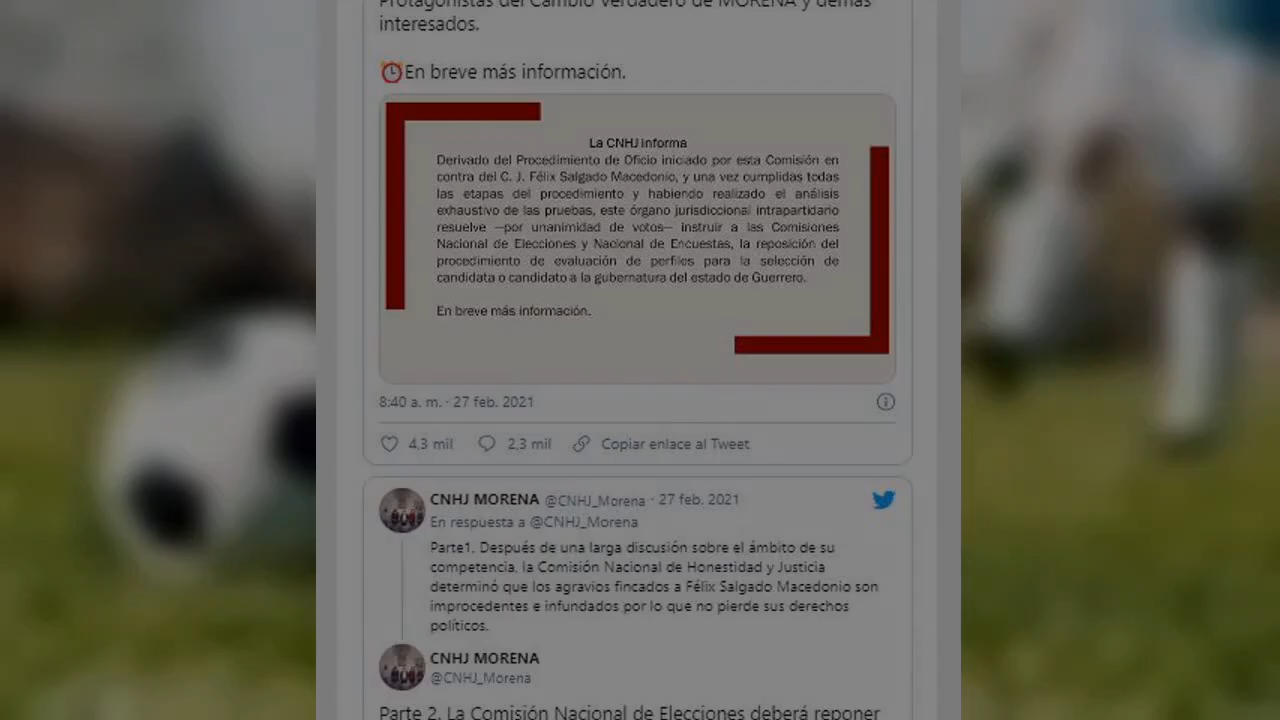 Protagonistas del Cambio Verdadero de MORENA y demás
interesados.
⏰En breve más información.
La CNHJ informa
Derivado del Procedimiento de Oficio iniciado por esta Comisión en
contra del C. J. Félix Salgado Macedonio, y una vez cumplidas todas
las etapas del procedimiento y habiendo realizado el análisis
exhaustivo de las pruebas, este órgano jurisdiccional intrapartidario
resuelve —por unanimidad de votos— instruir a las Comisiones
Nacional de Elecciones y Nacional de Encuestas, la reposición del
procedimiento de evaluación de perfiles para la selección de
candidata o candidato a la gubernatura del estado de Guerrero.
En breve más información.
8:40 a. m. · 27 feb. 2021
4,3 mil 2,3 mil Copiar enlace al Tweet
CNHJ MORENA @CNHJ_Morena · 27 feb. 2021
En respuesta a @CNHJ_Morena
Parte1. Después de una larga discusión sobre el ámbito de su
competencia, la Comisión Nacional de Honestidad y Justicia
determinó que los agravios fincados a Félix Salgado Macedonio son
improcedentes e infundados por lo que no pierde sus derechos
políticos.
CNHJ MORENA
@CNHJ_Morena
Parte 2. La Comisión Nacional de Elecciones deberá reponer